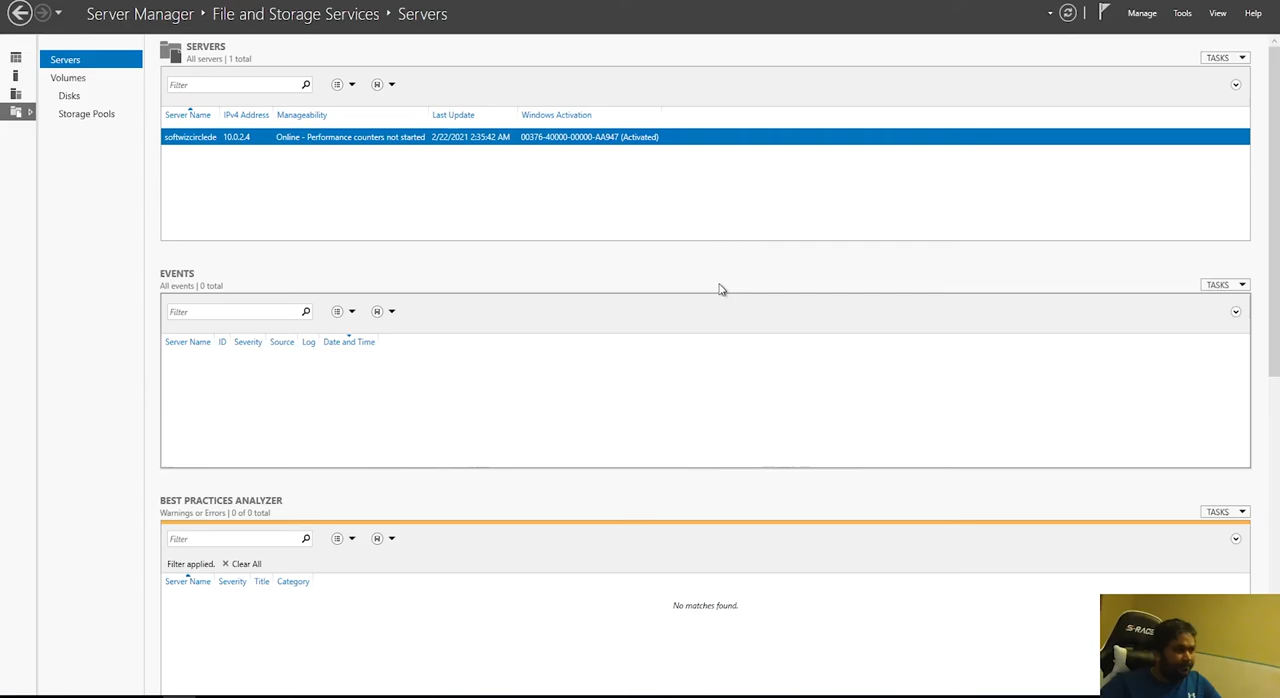 Server Manager ‣ File and Storage Services ‣ Servers
Manage Tools View Help
Servers
Volumes
Disks
Storage Pools
SERVERS
All servers | 1 total
TASKS
Filter
Server Name IPv4 Address Manageability Last Update Windows Activation
softwizcirclede 10.0.2.4 Online - Performance counters not started 2/22/2021 2:35:42 AM 00376-40000-00000-AA947 (Activated)
EVENTS
All events | 0 total
TASKS
Filter
Server Name ID Severity Source Log Date and Time
BEST PRACTICES ANALYZER
Warnings or Errors | 0 of 0 total
TASKS
Filter
Filter applied. × Clear All
Server Name Severity Title Category
No matches found.
S-RACE